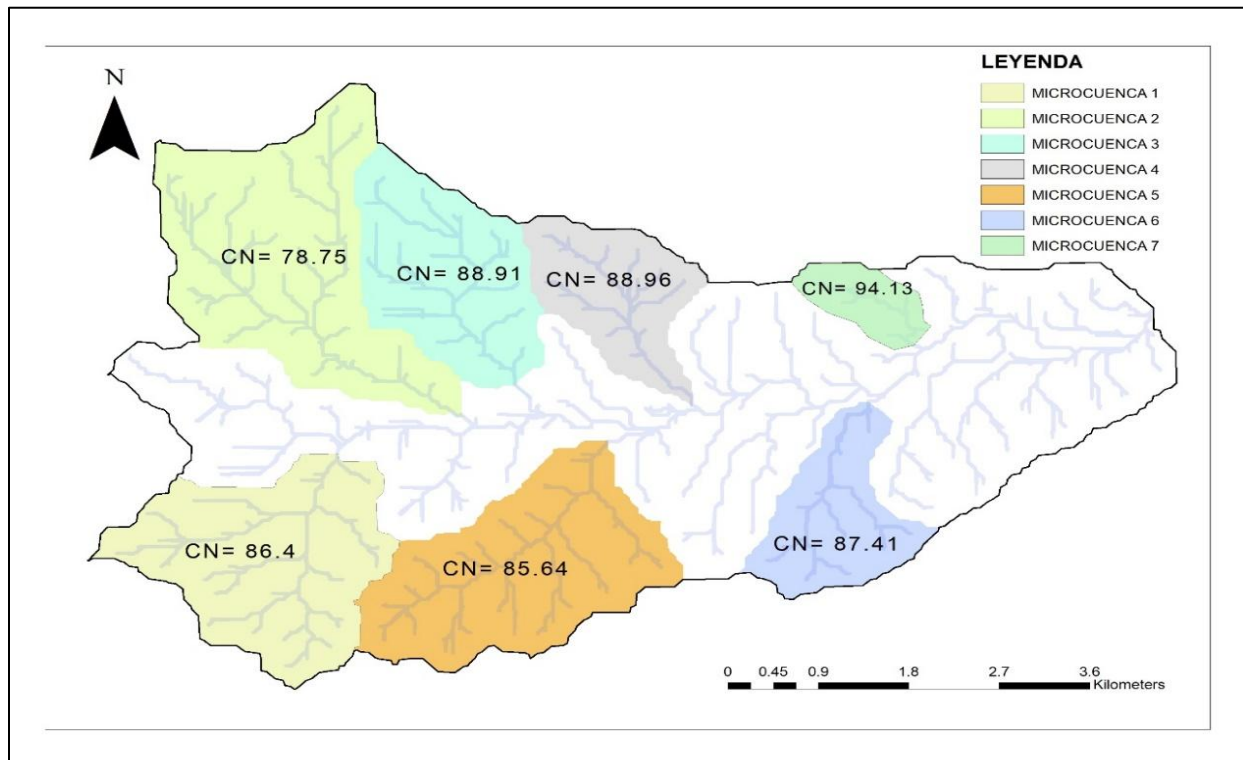 LEYENDA
MICROCUENCA 1
MICROCUENCA 2
MICROCUENCA 3
MICROCUENCA 4
MICROCUENCA 5
MICROCUENCA 6
MICROCUENCA 7
N
CN= 78.75
CN= 88.91
CN= 88.96
CN= 94.13
CN= 86.4
CN= 85.64
CN= 87.41
0 0.45 0.9 1.8 2.7 3.6
Kilometers